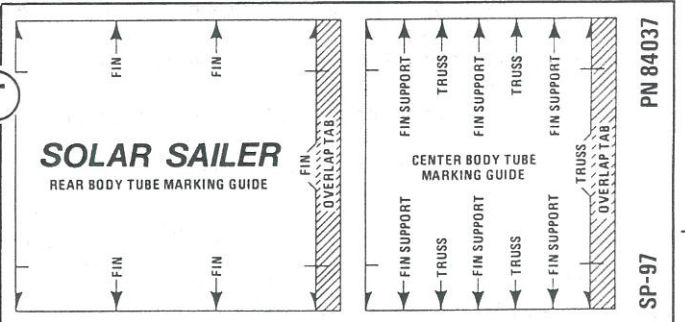 FIN
FIN
SOLAR SAILER
REAR BODY TUBE MARKING GUIDE
FIN
OVERLAP TAB
FIN
FIN
FIN SUPPORT
TRUSS
FIN SUPPORT
TRUSS
FIN SUPPORT
CENTER BODY TUBE
MARKING GUIDE
TRUSS
OVERLAP TAB
FIN SUPPORT
TRUSS
FIN SUPPORT
TRUSS
FIN SUPPORT
PN 84037
SP-97